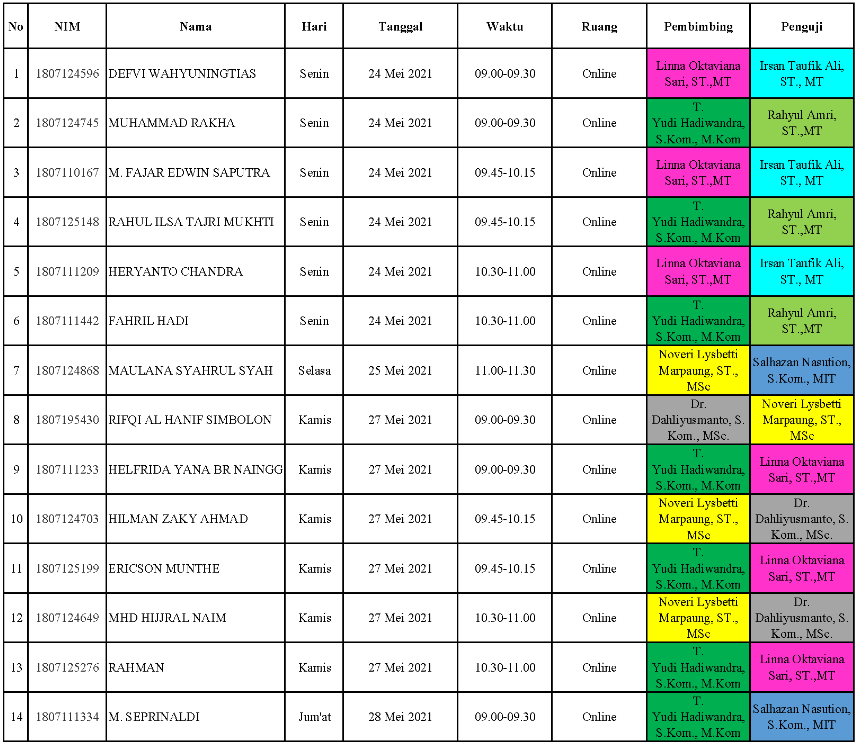 No NIM Nama Hari Tanggal Waktu Ruang Pembimbing Penguji
1 1807124596 DEFVI WAHYUNINGTIAS Senin 24 Mei 2021 09.00-09.30 Online Linna Oktaviana Sari, ST.,MT Irsan Taufik Ali, ST., MT
2 1807124745 MUHAMMAD RAKHA Senin 24 Mei 2021 09.00-09.30 Online T. Yudi Hadiwandra, S.Kom., M.Kom Rahyul Amri, ST.,MT
3 1807110167 M. FAJAR EDWIN SAPUTRA Senin 24 Mei 2021 09.45-10.15 Online Linna Oktaviana Sari, ST.,MT Irsan Taufik Ali, ST., MT
4 1807125148 RAHUL ILSA TAJRI MUKHTI Senin 24 Mei 2021 09.45-10.15 Online T. Yudi Hadiwandra, S.Kom., M.Kom Rahyul Amri, ST.,MT
5 1807111209 HERYANTO CHANDRA Senin 24 Mei 2021 10.30-11.00 Online Linna Oktaviana Sari, ST.,MT Irsan Taufik Ali, ST., MT
6 1807111442 FAHRIL HADI Senin 24 Mei 2021 10.30-11.00 Online T. Yudi Hadiwandra, S.Kom., M.Kom Rahyul Amri, ST.,MT
7 1807124868 MAULANA SYAHRUL SYAH Selasa 25 Mei 2021 11.00-11.30 Online Noveri Lysbetti Marpaung, ST., MSc Salhazan Nasution, S.Kom., MIT
8 1807195430 RIFQI AL HANIF SIMBOLON Kamis 27 Mei 2021 09.00-09.30 Online Dr. Dahliyusmanto, S. Kom., MSc. Noveri Lysbetti Marpaung, ST., MSc
9 1807111233 HELFRIDA YANA BR NAINGG Kamis 27 Mei 2021 09.00-09.30 Online T. Yudi Hadiwandra, S.Kom., M.Kom Linna Oktaviana Sari, ST.,MT
10 1807124703 HILMAN ZAKY AHMAD Kamis 27 Mei 2021 09.45-10.15 Online Noveri Lysbetti Marpaung, ST., MSc Dr. Dahliyusmanto, S. Kom., MSc.
11 1807125199 ERICSON MUNTHE Kamis 27 Mei 2021 09.45-10.15 Online T. Yudi Hadiwandra, S.Kom., M.Kom Linna Oktaviana Sari, ST.,MT
12 1807124649 MHD HIJJRAL NAIM Kamis 27 Mei 2021 10.30-11.00 Online Noveri Lysbetti Marpaung, ST., MSc Dr. Dahliyusmanto, S. Kom., MSc.
13 1807125276 RAHMAN Kamis 27 Mei 2021 10.30-11.00 Online T. Yudi Hadiwandra, S.Kom., M.Kom Linna Oktaviana Sari, ST.,MT
14 1807111334 M. SEPRINALDI Jum'at 28 Mei 2021 09.00-09.30 Online T. Yudi Hadiwandra, S.Kom., M.Kom Salhazan Nasution, S.Kom., MIT